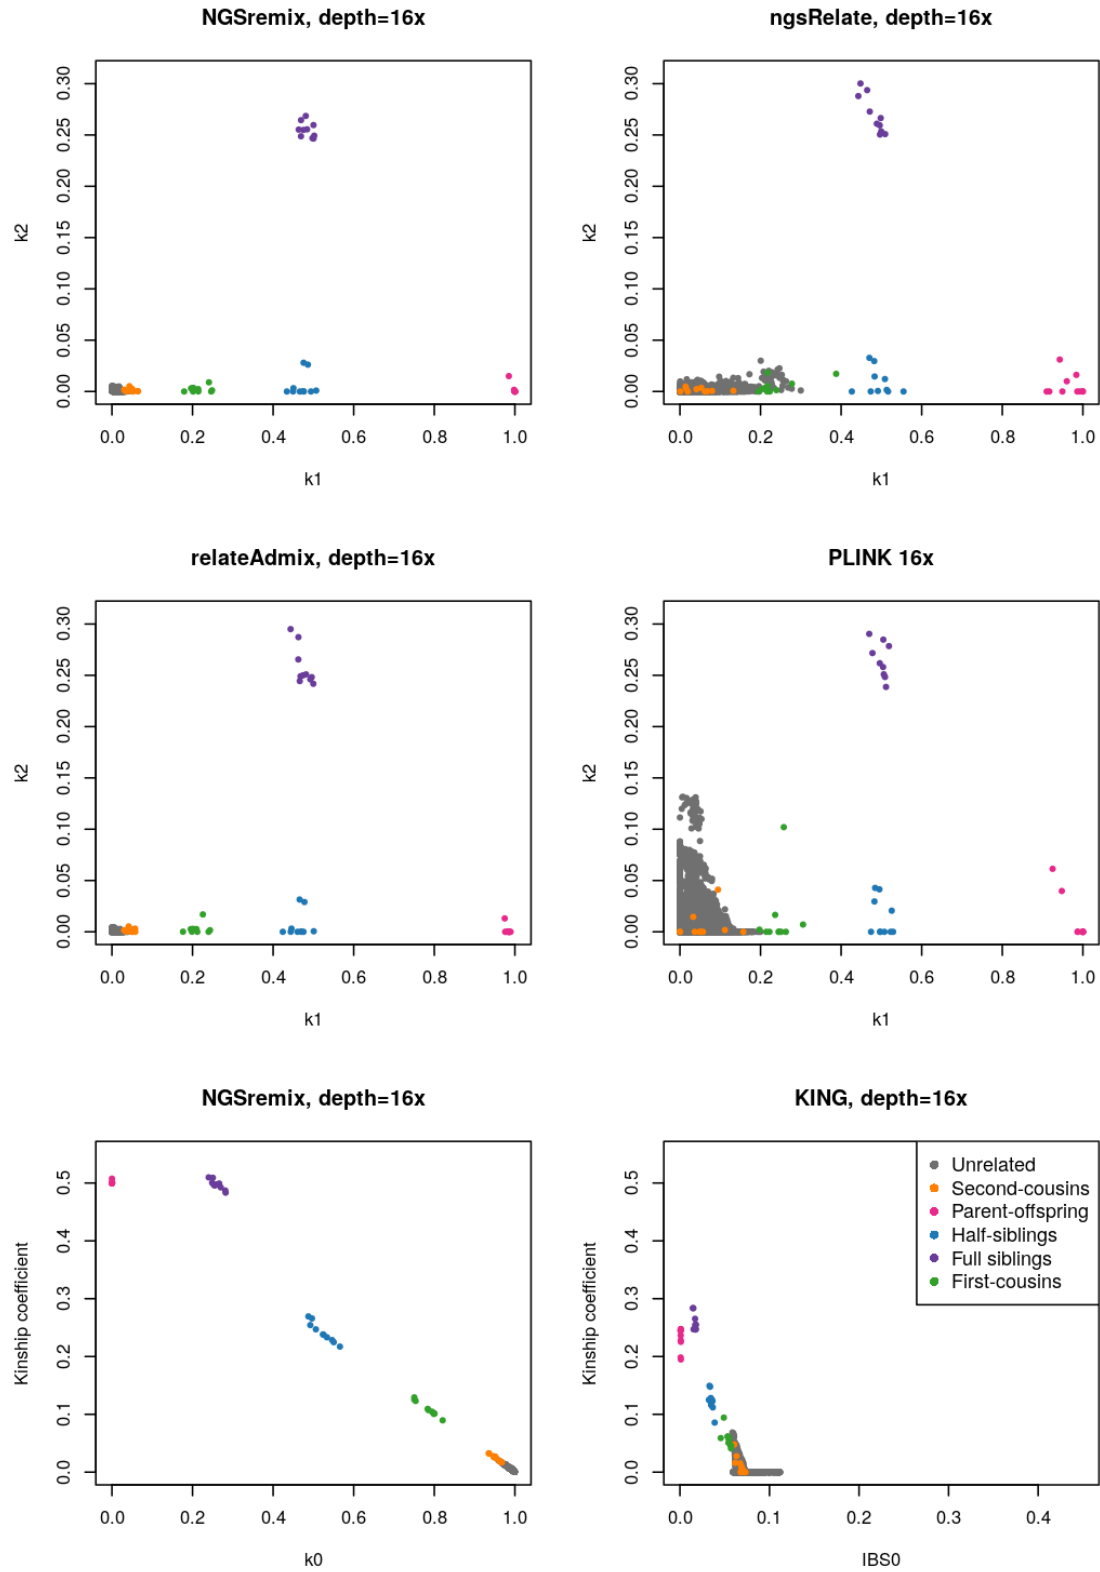 NGSremix, depth=16x
k2
0.00 0.05 0.10 0.15 0.20 0.25 0.30
0.0 0.2 0.4 0.6 0.8 1.0
k1
ngsRelate, depth=16x
k2
0.00 0.05 0.10 0.15 0.20 0.25 0.30
0.0 0.2 0.4 0.6 0.8 1.0
k1
relateAdmix, depth=16x
k2
0.00 0.05 0.10 0.15 0.20 0.25 0.30
0.0 0.2 0.4 0.6 0.8 1.0
k1
PLINK 16x
k2
0.00 0.05 0.10 0.15 0.20 0.25 0.30
0.0 0.2 0.4 0.6 0.8 1.0
k1
NGSremix, depth=16x
Kinship coefficient
0.0 0.1 0.2 0.3 0.4 0.5
0.0 0.2 0.4 0.6 0.8 1.0
k0
KING, depth=16x
Kinship coefficient
0.0 0.1 0.2 0.3 0.4 0.5
Unrelated
Second-cousins
Parent-offspring
Half-siblings
Full siblings
First-cousins
0.0 0.1 0.2 0.3 0.4
IBS0